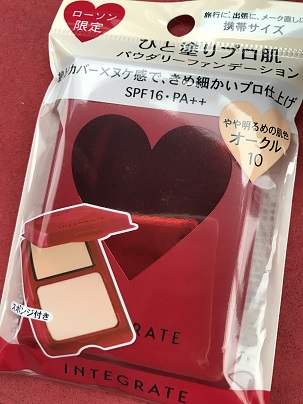 ローソン
限定
旅行に、出張に、メーク直しに
携帯サイズ
ひと塗りプロ肌
パウダリーファンデーション
カバー×ヌケ感で、きめ細かいプロ仕上げ
SPF16・PA++
やや明るめの肌色
オークル
10
スポンジ付き
INTEGRATE